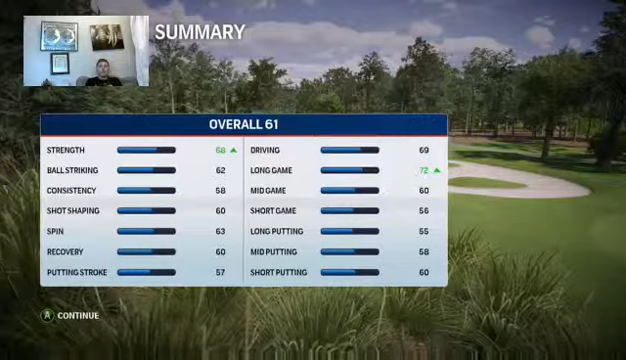 SUMMARY
OVERALL 61
STRENGTH 68 DRIVING 69
BALL STRIKING 62 LONG GAME 72
CONSISTENCY 58 MID GAME 60
SHOT SHAPING 60 SHORT GAME 56
SPIN 63 LONG PUTTING 55
RECOVERY 60 MID PUTTING 58
PUTTING STROKE 57 SHORT PUTTING 60
A CONTINUE